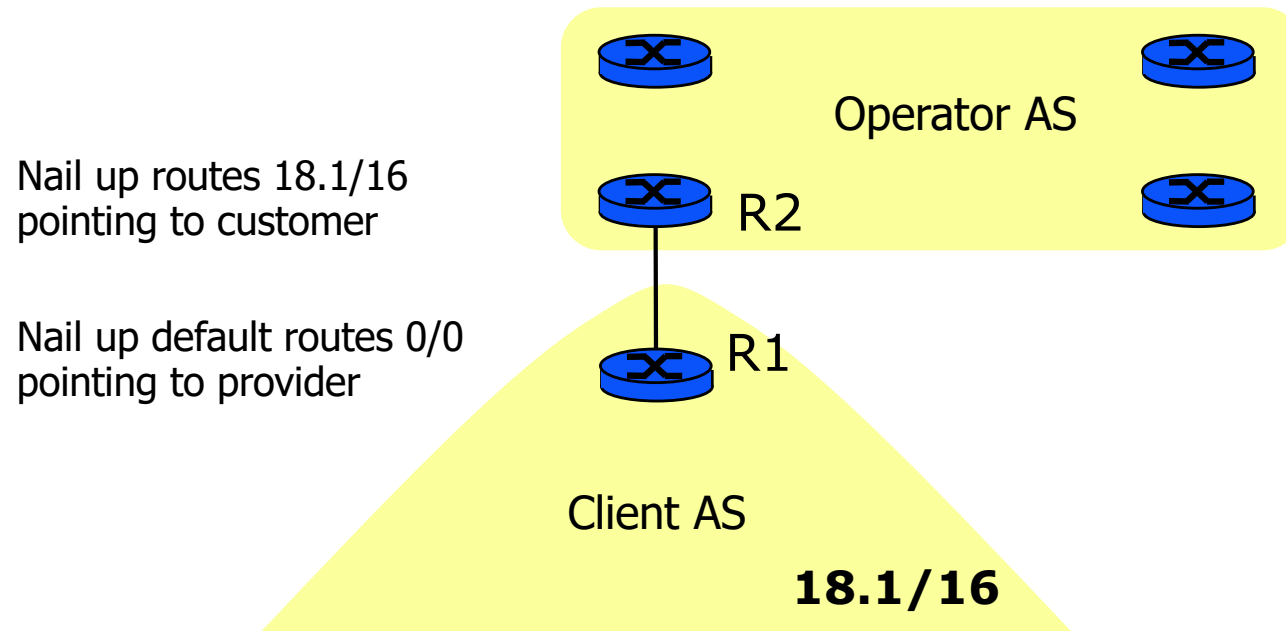 Operator AS
Nail up routes 18.1/16
pointing to customer
R2
Nail up default routes 0/0
pointing to provider
R1
Client AS
18.1/16